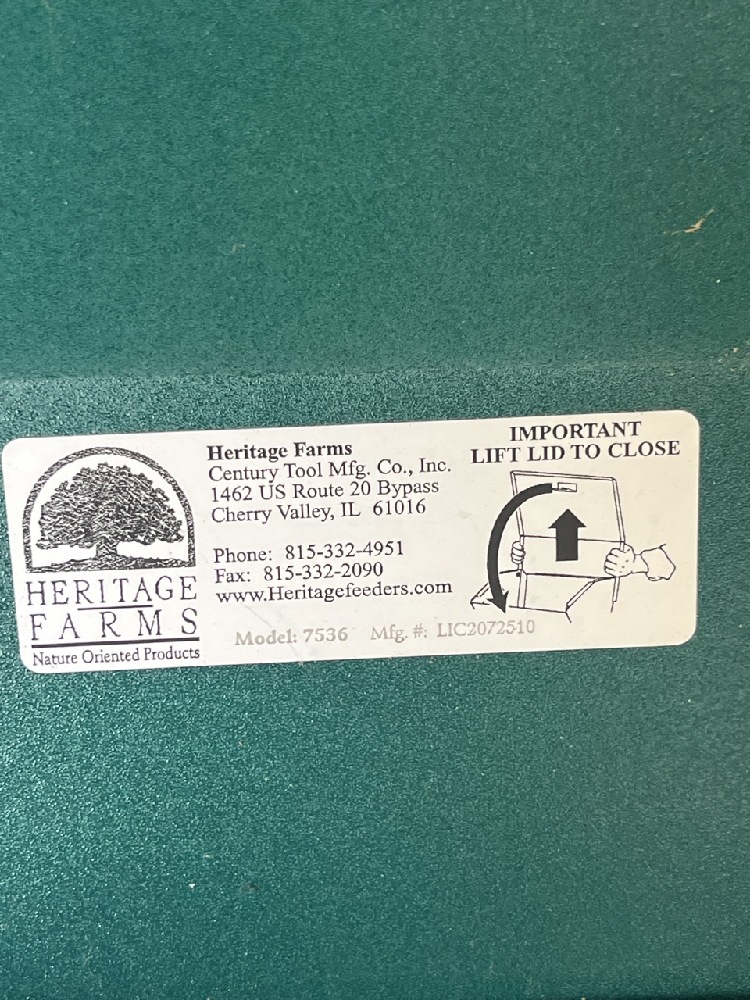 HERITAGE
FARMS
Nature Oriented Products
Heritage Farms
Century Tool Mfg. Co., Inc.
1462 US Route 20 Bypass
Cherry Valley, IL 61016
Phone: 815-332-4951
Fax: 815-332-2090
www.Heritagefeeders.com
Model: 7536 Mfg. #: LIC2072510
IMPORTANT
LIFT LID TO CLOSE